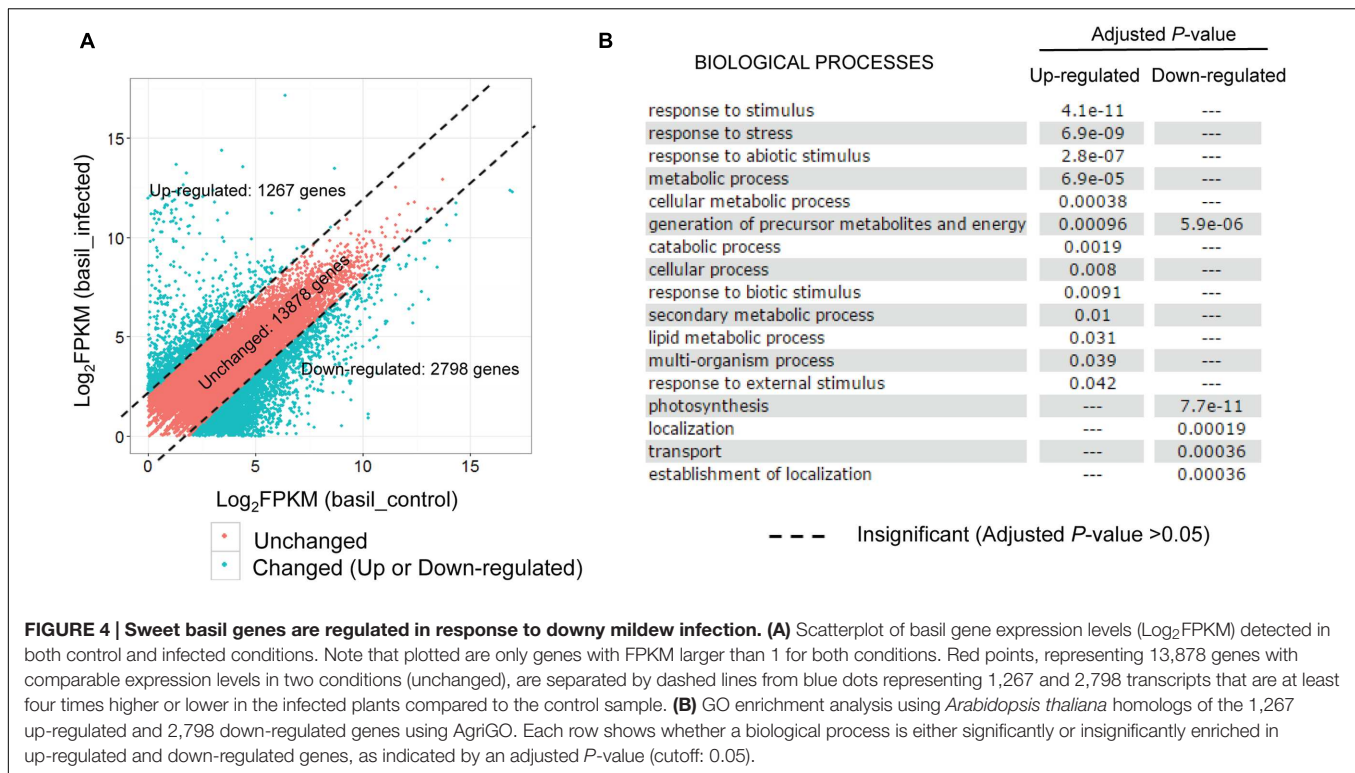 A
Log2FPKM (basil_infected)
15
10
5
0
Up-regulated: 1267 genes
Unchanged: 13878 genes
Down-regulated: 2798 genes
0 5 10 15
Log2FPKM (basil_control)
Unchanged
Changed (Up or Down-regulated)
B
Adjusted P-value
BIOLOGICAL PROCESSES
Up-regulated Down-regulated
response to stimulus 4.1e-11 ---
response to stress 6.9e-09 ---
response to abiotic stimulus 2.8e-07 ---
metabolic process 6.9e-05 ---
cellular metabolic process 0.00038 ---
generation of precursor metabolites and energy 0.00096 5.9e-06
catabolic process 0.0019 ---
cellular process 0.008 ---
response to biotic stimulus 0.0091 ---
secondary metabolic process 0.01 ---
lipid metabolic process 0.031 ---
multi-organism process 0.039 ---
response to external stimulus 0.042 ---
photosynthesis --- 7.7e-11
localization --- 0.00019
transport --- 0.00036
establishment of localization --- 0.00036
--- Insignificant (Adjusted P-value >0.05)
FIGURE 4 | Sweet basil genes are regulated in response to downy mildew infection. (A) Scatterplot of basil gene expression levels (Log2FPKM) detected in
both control and infected conditions. Note that plotted are only genes with FPKM larger than 1 for both conditions. Red points, representing 13,878 genes with
comparable expression levels in two conditions (unchanged), are separated by dashed lines from blue dots representing 1,267 and 2,798 transcripts that are at least
four times higher or lower in the infected plants compared to the control sample. (B) GO enrichment analysis using Arabidopsis thaliana homologs of the 1,267
up-regulated and 2,798 down-regulated genes using AgriGO. Each row shows whether a biological process is either significantly or insignificantly enriched in
up-regulated and down-regulated genes, as indicated by an adjusted P-value (cutoff: 0.05).